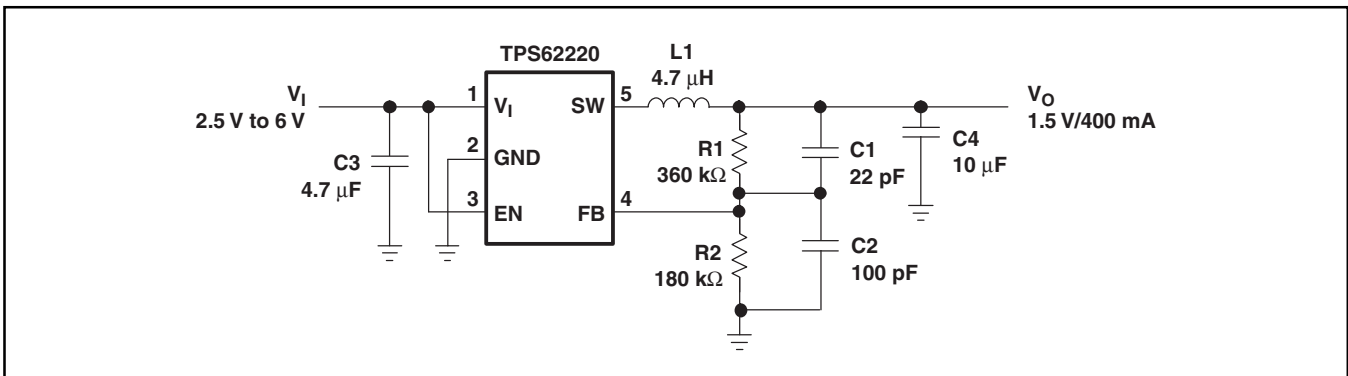 TPS62220
L1
4.7 μH
V_I
2.5 V to 6 V
1
V_I
SW
5
V_O
1.5 V/400 mA
C3
4.7 μF
2
GND
R1
360 kΩ
C1
22 pF
C4
10 μF
3
EN
FB
4
R2
180 kΩ
C2
100 pF